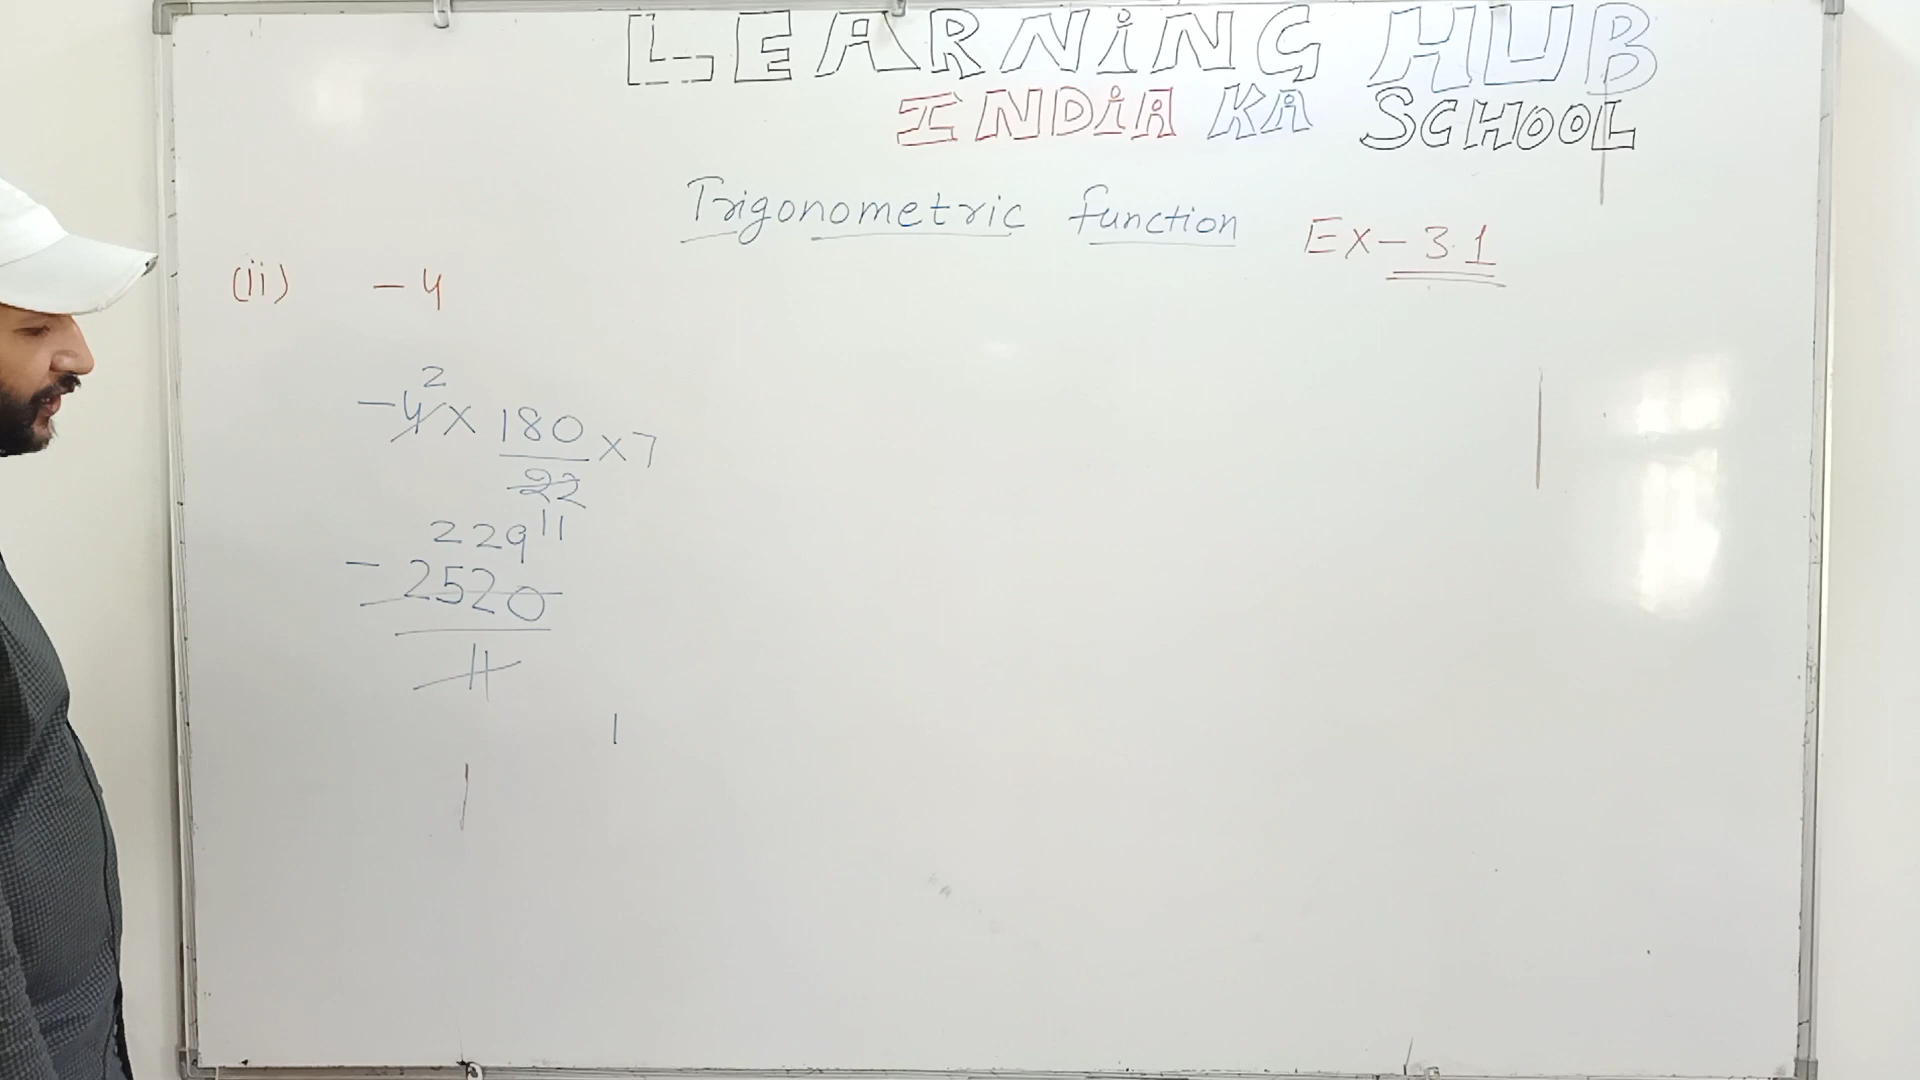 LEARNiNG HUB
INDiA KA SCHOOL
Trigonometric function Ex-3.1
(ii) -4
2
-4 x 180 x 7
22
11
229
- 2520
11